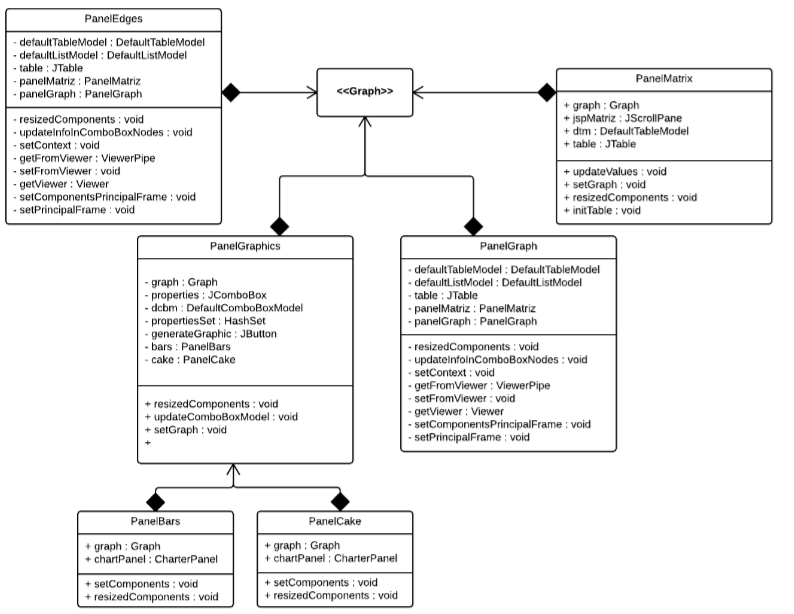 PanelEdges
- defaultTableModel : DefaultTableModel
- defaultListModel : DefaultListModel
- table : JTable
- panelMatriz : PanelMatriz
- panelGraph : PanelGraph
- resizedComponents : void
- updateInfoInComboBoxNodes : void
- setContext : void
- getFromViewer : ViewerPipe
- setFromViewer : void
- getViewer : Viewer
- setComponentsPrincipalFrame : void
- setPrincipalFrame : void
<<Graph>>
PanelMatrix
+ graph : Graph
+ jspMatriz : JScrollPane
+ dtm : DefaultTableModel
+ table : JTable
+ updateValues : void
+ setGraph : void
+ resizedComponents : void
+ initTable : void
PanelGraphics
- graph : Graph
- properties : JComboBox
- dcbm : DefaultComboBoxModel
- propertiesSet : HashSet
- generateGraphic : JButton
- bars : PanelBars
- cake : PanelCake
+ resizedComponents : void
+ updateComboBoxModel : void
+ setGraph : void
+
PanelGraph
- defaultTableModel : DefaultTableModel
- defaultListModel : DefaultListModel
- table : JTable
- panelMatriz : PanelMatriz
- panelGraph : PanelGraph
- resizedComponents : void
- updateInfoInComboBoxNodes : void
- setContext : void
- getFromViewer : ViewerPipe
- setFromViewer : void
- getViewer : Viewer
- setComponentsPrincipalFrame : void
- setPrincipalFrame : void
PanelBars
+ graph : Graph
+ chartPanel : CharterPanel
+ setComponents : void
+ resizedComponents : void
PanelCake
+ graph : Graph
+ chartPanel : CharterPanel
+ setComponents : void
+ resizedComponents : void